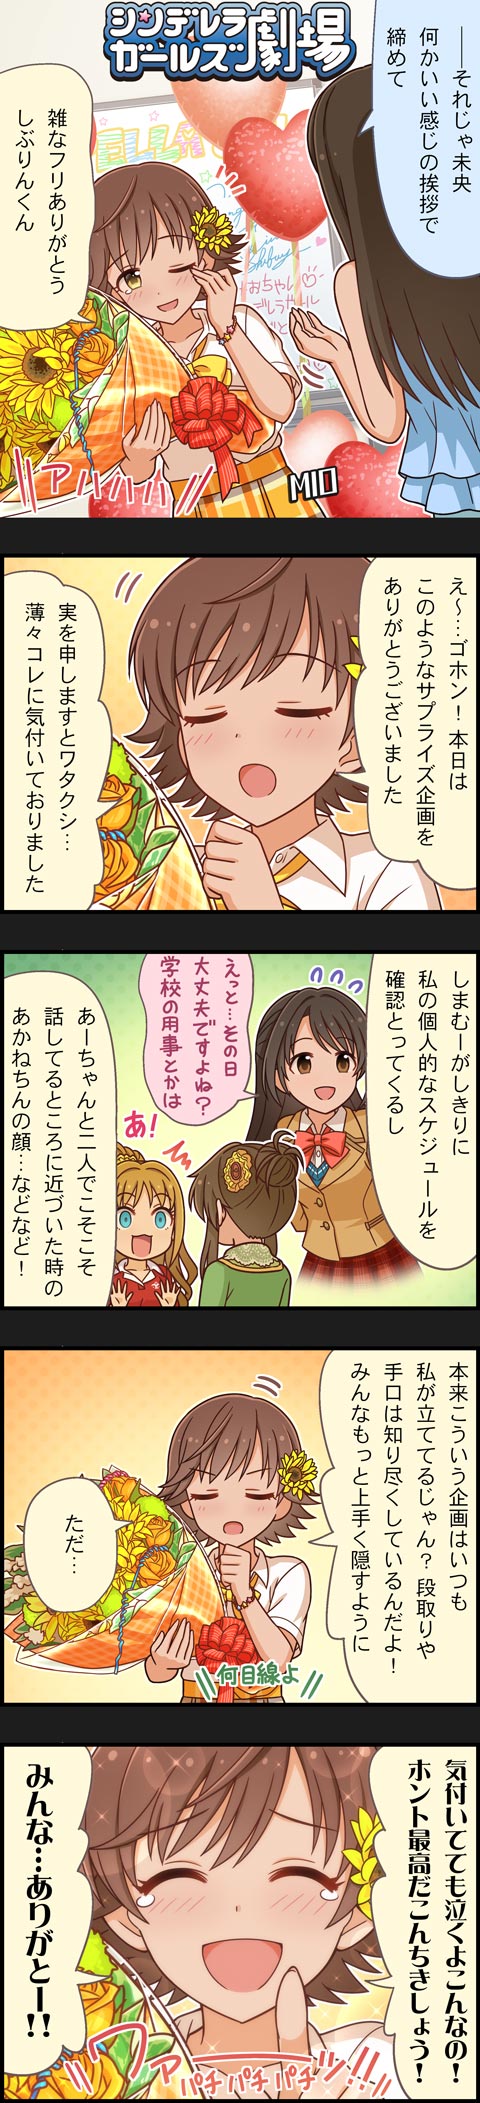 シンデレラ
ガールズ劇場
――それじゃ未央
何かいい感じの挨拶で
締めて
雑なフリありがとう
しぶりんくん
アハハハハ
MIO
え～…ゴホン！本日は
このようなサプライズ企画を
ありがとうございました
実を申しますとワタクシ…
薄々コレに気付いておりました
しまむーがしきりに
私の個人的なスケジュールを
確認とってくるし
えっと…その日
大丈夫ですよね？
学校の用事とかは
あ！
あーちゃんと二人でこそこそ
話してるところに近づいた時の
あかねちんの顔…などなど！
本来こういう企画はいつも
私が立ててるじゃん？段取りや
手口は知り尽くしているんだよ！
みんなもっと上手く隠すように
ただ…
何目線よ
気付いてても泣くよこんなの！
ホント最高だこんちきしょう！
みんな…ありがとー!!
ワァーッ!!
パチパチパチ